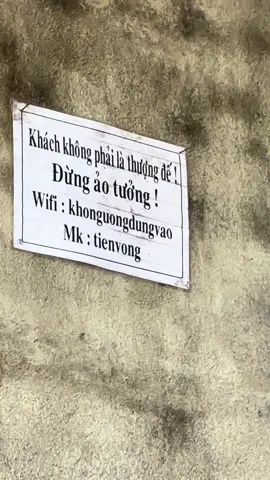 Khách không phải là thượng đế !
Đừng ảo tưởng !
Wifi : khonguongdungvao
Mk : tienvong